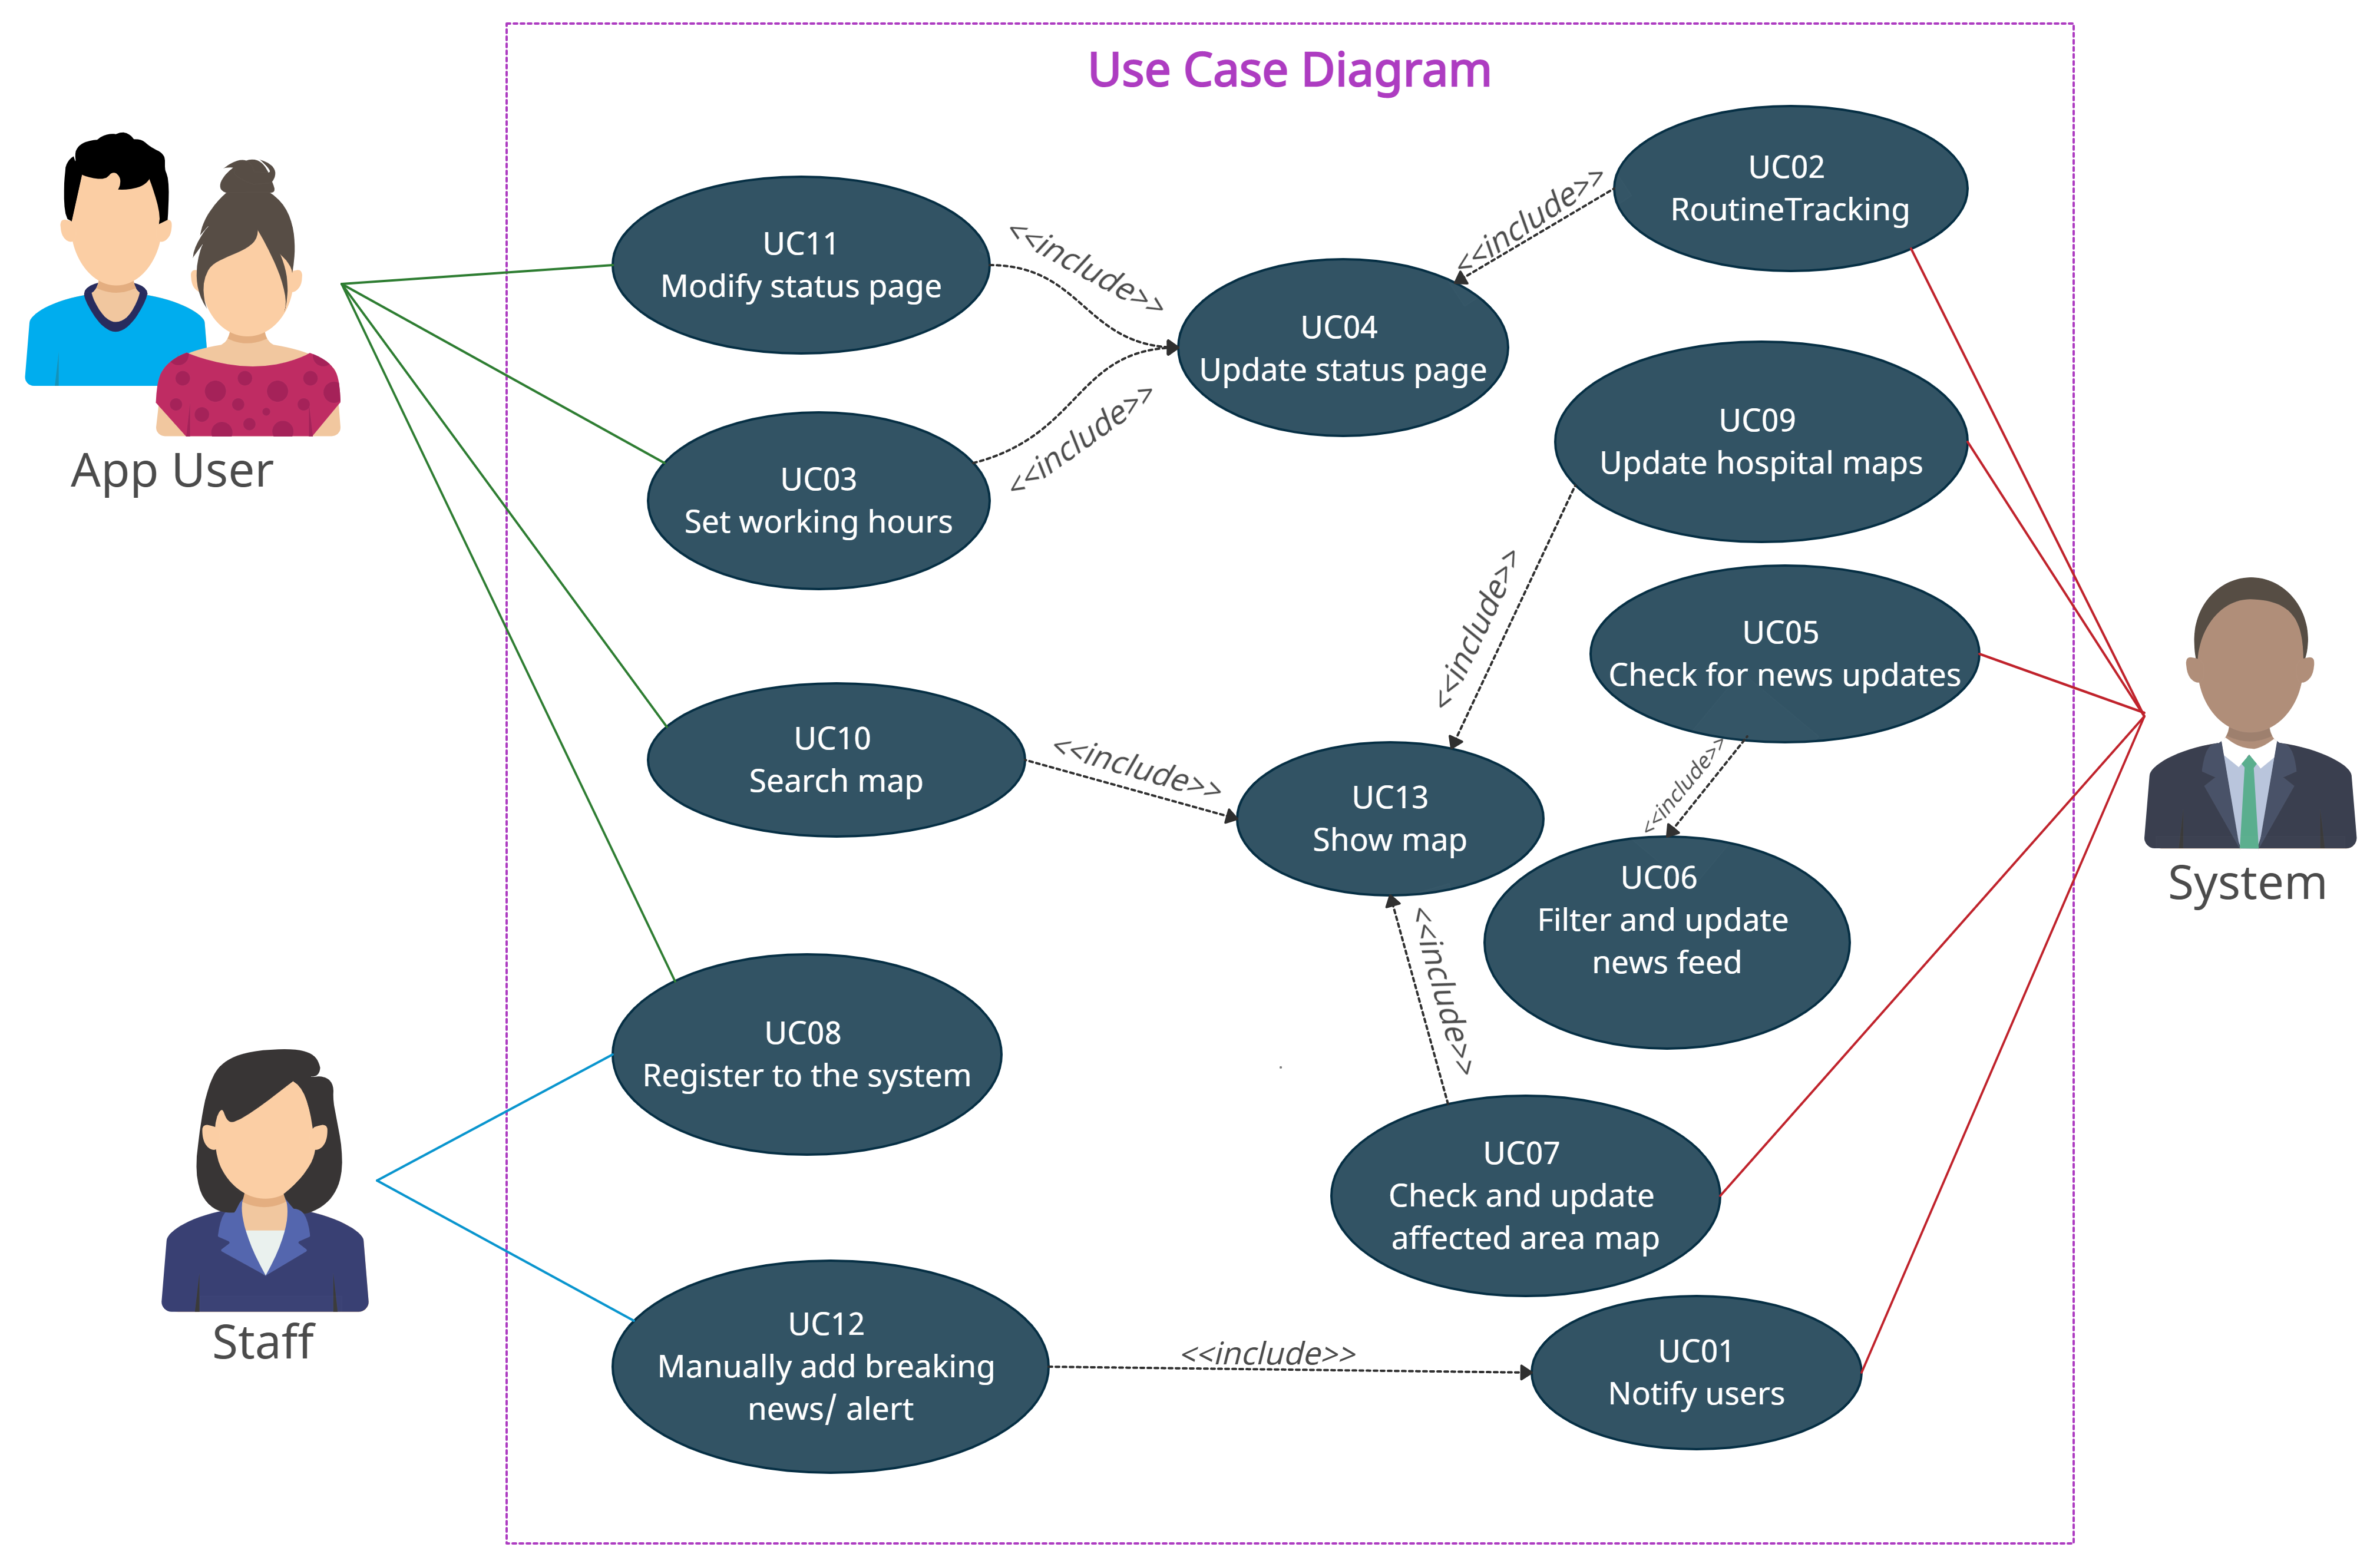 Use Case Diagram
App User
Staff
System
UC11
Modify status page
<<include>>
UC03
Set working hours
<<include>>
UC04
Update status page
<<include>>
UC02
RoutineTracking
UC09
Update hospital maps
<<include>>
UC05
Check for news updates
<<include>>
UC10
Search map
<<include>>
UC13
Show map
UC06
Filter and update
news feed
<<include>>
UC08
Register to the system
UC07
Check and update
affected area map
UC12
Manually add breaking
news/ alert
<<include>>
UC01
Notify users